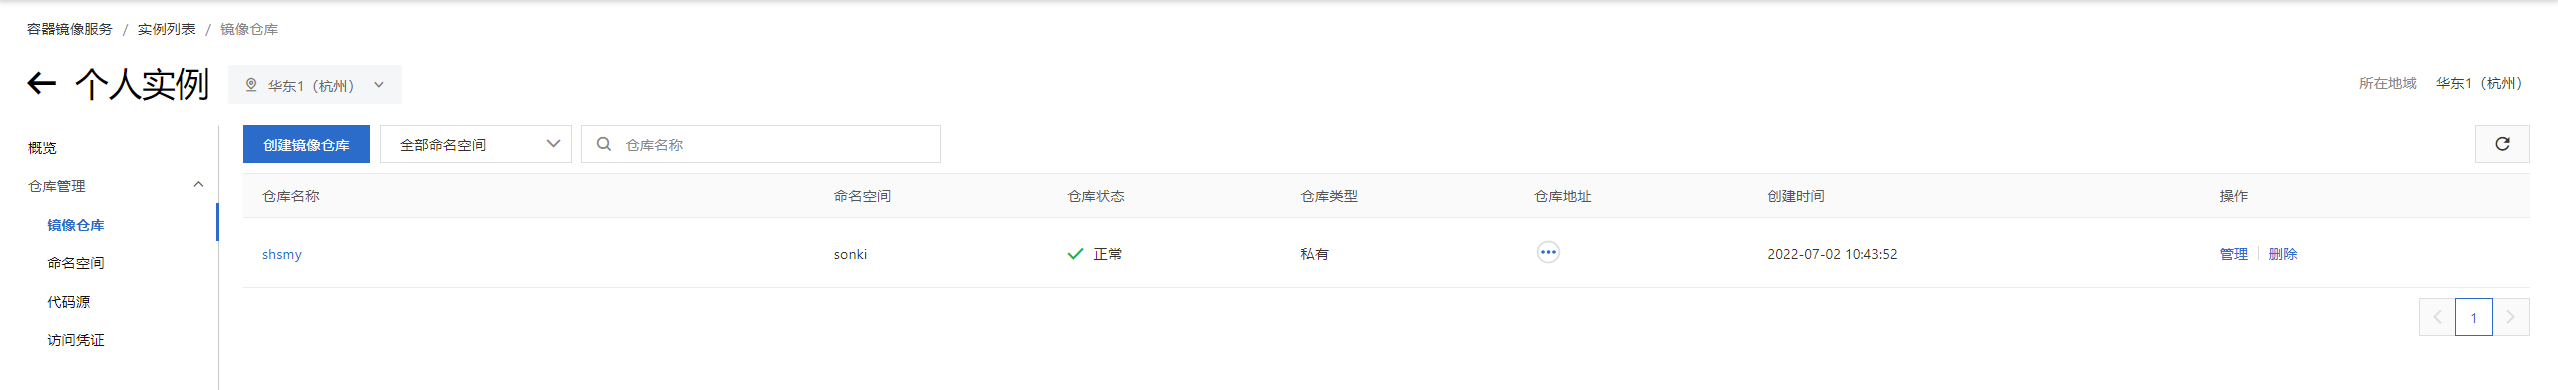 容器镜像服务 / 实例列表 / 镜像仓库
个人实例 华东1（杭州） 所在地域 华东1（杭州）
概览
仓库管理
镜像仓库
命名空间
代码源
访问凭证
创建镜像仓库 全部命名空间 仓库名称
仓库名称 命名空间 仓库状态 仓库类型 仓库地址 创建时间 操作
shsmy sonki 正常 私有 2022-07-02 10:43:52 管理 删除
1